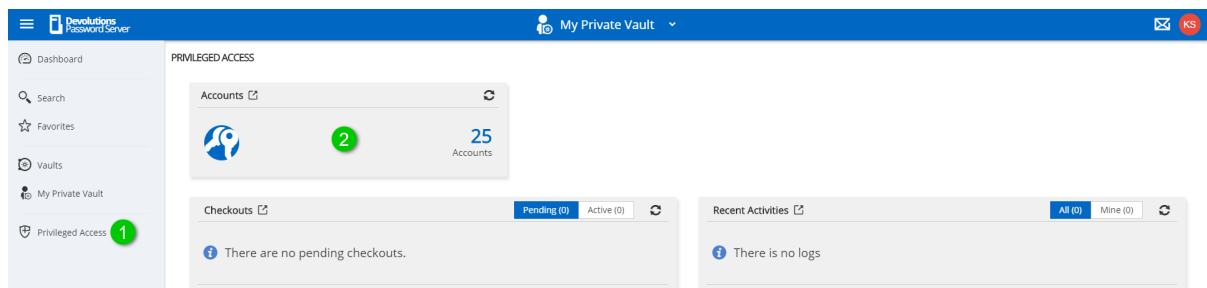 Devolutions
Password Server
My Private Vault
KS
Dashboard
Search
Favorites
Vaults
My Private Vault
Privileged Access 1
PRIVILEGED ACCESS
Accounts
2
25
Accounts
Checkouts
Pending (0) Active (0)
There are no pending checkouts.
Recent Activities
All (0) Mine (0)
There is no logs